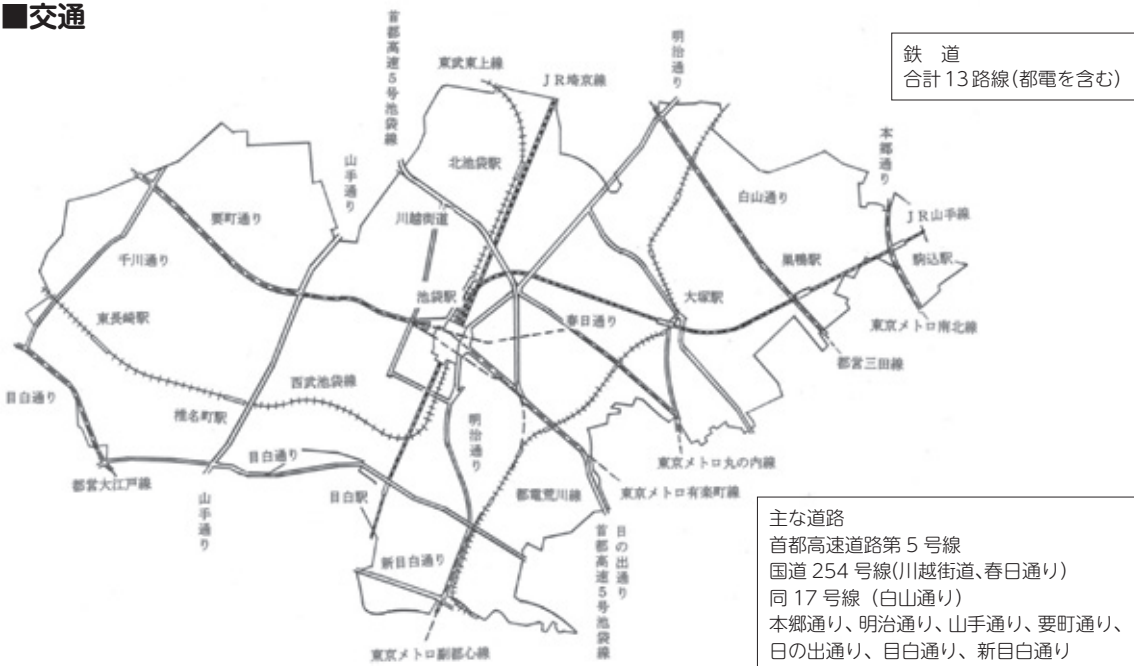 ■交通
首都高速5号池袋線
東武東上線
JR埼京線
明治通り
鉄　道
合計13路線(都電を含む)
本郷通り
山手通り
北池袋駅
白山通り
要町通り
川越街道
JR山手線
千川通り
巣鴨駅
駒込駅
池袋駅
大塚駅
東長崎駅
春日通り
東京メトロ南北線
都営三田線
西武池袋線
目白通り
椎名町駅
明治通り
目白通り
東京メトロ丸の内線
都営大江戸線
目白駅
都電荒川線
東京メトロ有楽町線
山手通り
新目白通り
日の出通り
首都高速5号池袋線
東京メトロ副都心線
主な道路
首都高速道路第5号線
国道254号線(川越街道、春日通り)
同17号線（白山通り）
本郷通り、明治通り、山手通り、要町通り、
日の出通り、目白通り、新目白通り